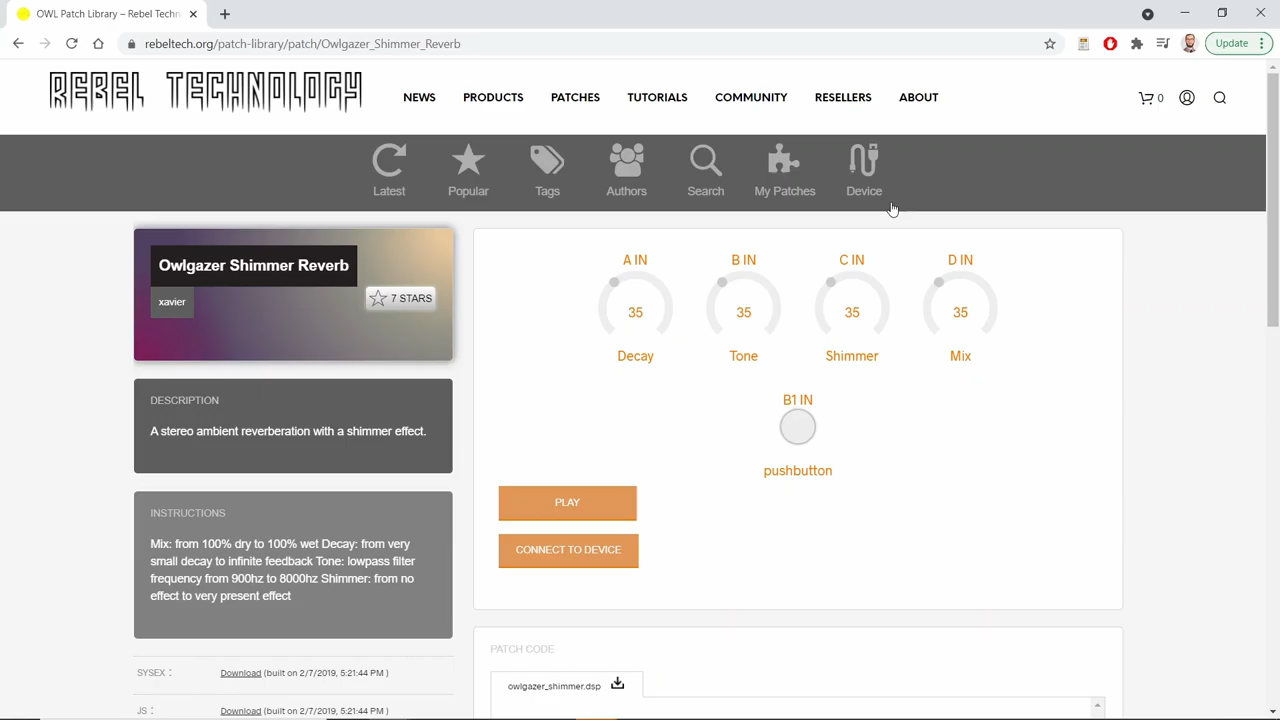 OWL Patch Library – Rebel Techn
rebeltech.org/patch-library/patch/Owlgazer_Shimmer_Reverb
Update
REBEL TECHNOLOGY
NEWS PRODUCTS PATCHES TUTORIALS COMMUNITY RESELLERS ABOUT
0
Latest Popular Tags Authors Search My Patches Device
Owlgazer Shimmer Reverb
xavier
7 STARS
DESCRIPTION
A stereo ambient reverberation with a shimmer effect.
INSTRUCTIONS
Mix: from 100% dry to 100% wet Decay: from very
small decay to infinite feedback Tone: lowpass filter
frequency from 900hz to 8000hz Shimmer: from no
effect to very present effect
SYSEX : Download (built on 2/7/2019, 5:21:44 PM )
JS : Download (built on 2/7/2019, 5:21:44 PM )
A IN B IN C IN D IN
35 35 35 35
Decay Tone Shimmer Mix
B1 IN
pushbutton
PLAY
CONNECT TO DEVICE
PATCH CODE
owlgazer_shimmer.dsp